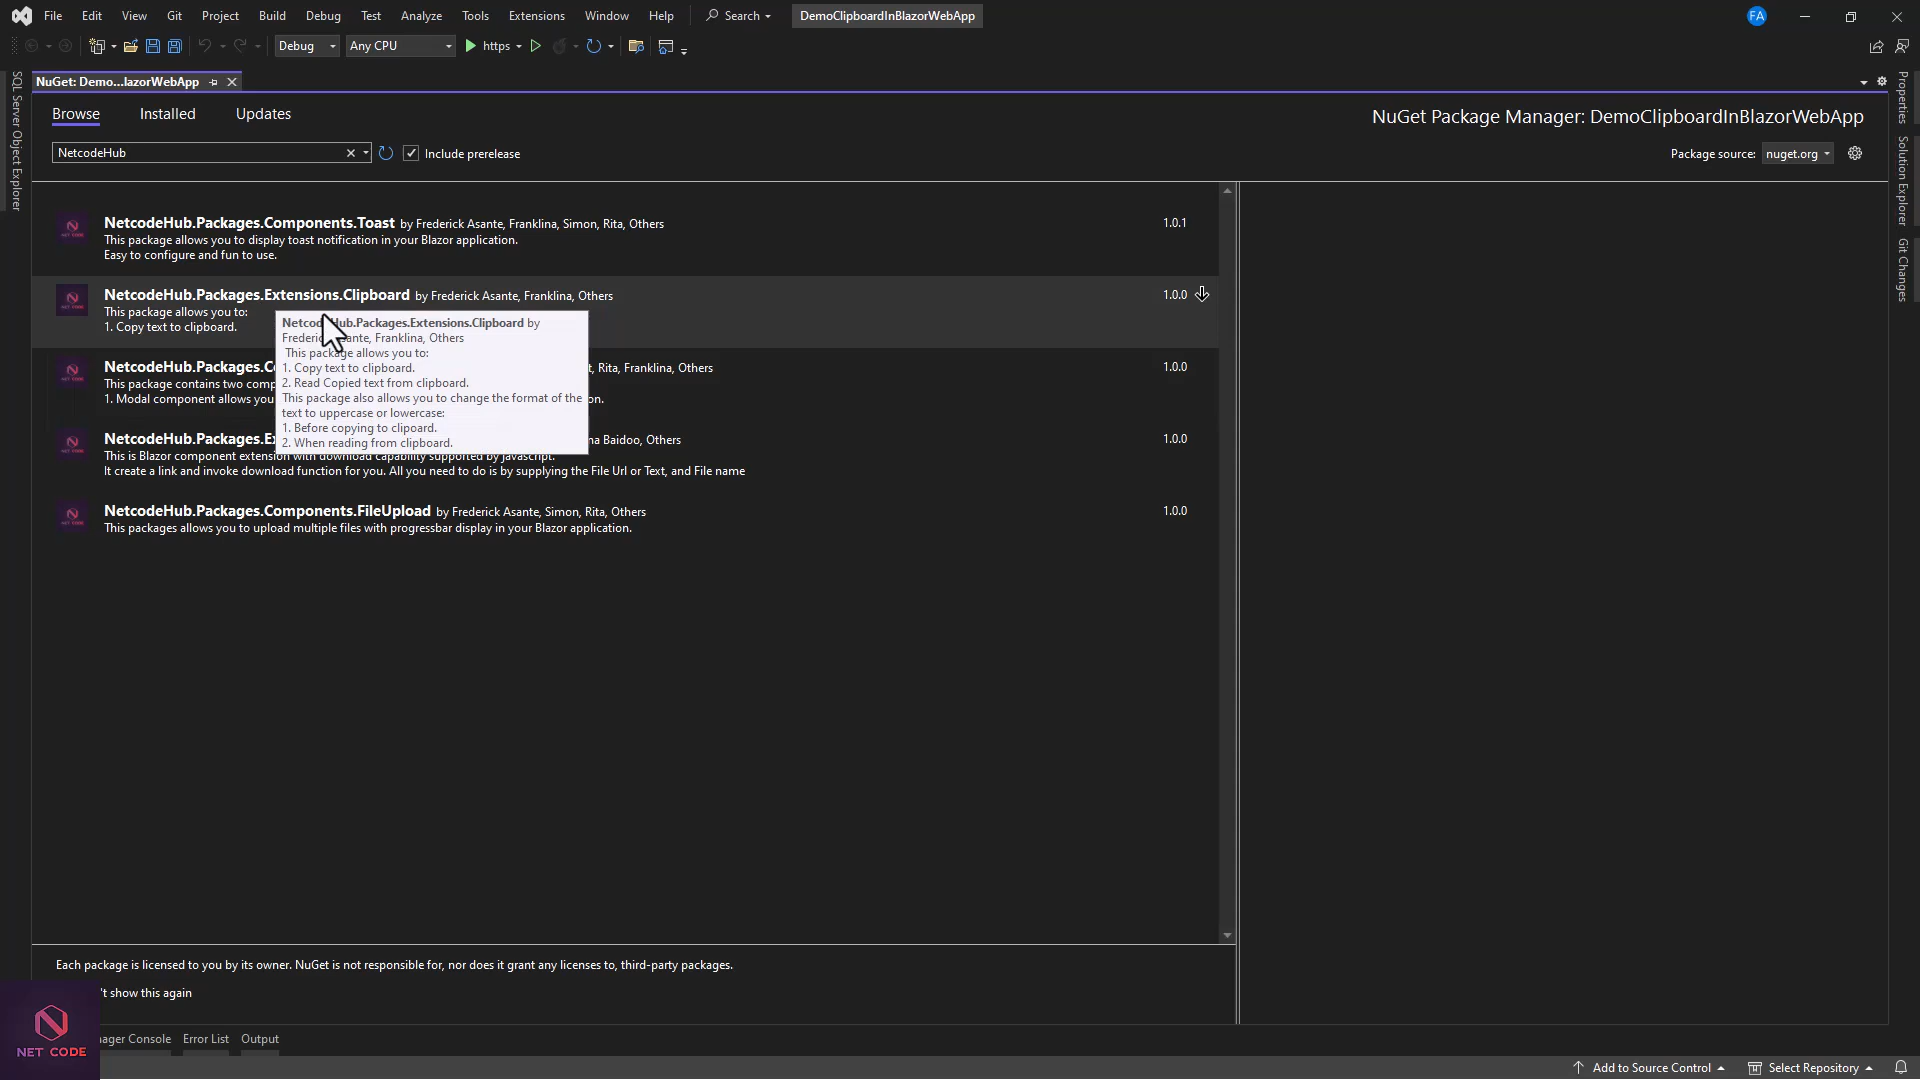 File Edit View Git Project Build Debug Test Analyze Tools Extensions Window Help Search DemoClipboardInBlazorWebApp FA
Debug Any CPU https
SQL Server Object Explorer
NuGet: Demo...lazorWebApp
Browse Installed Updates
NuGet Package Manager: DemoClipboardInBlazorWebApp
NetcodeHub
Include prerelease
Package source: nuget.org
Properties
Solution Explorer
Git Changes
NetcodeHub.Packages.Components.Toast by Frederick Asante, Franklina, Simon, Rita, Others 1.0.1
This package allows you to display toast notification in your Blazor application.
Easy to configure and fun to use.
NetcodeHub.Packages.Extensions.Clipboard by Frederick Asante, Franklina, Others 1.0.0
This package allows you to:
1. Copy text to clipboard.
Netcod Hub.Packages.Extensions.Clipboard by
Frederic ante, Franklina, Others
This package allows you to:
1. Copy text to clipboard.
2. Read Copied text from clipboard.
This package also allows you to change the format of the
text to uppercase or lowercase:
1. Before copying to clipoard.
2. When reading from clipboard.
NetcodeHub.Packages.C t, Rita, Franklina, Others 1.0.0
This package contains two comp
1. Modal component allows you on.
NetcodeHub.Packages.E na Baidoo, Others 1.0.0
This is Blazor component extension with download capability supported by javascript.
It create a link and invoke download function for you. All you need to do is by supplying the File Url or Text, and File name
NetcodeHub.Packages.Components.FileUpload by Frederick Asante, Simon, Rita, Others 1.0.0
This packages allows you to upload multiple files with progressbar display in your Blazor application.
Each package is licensed to you by its owner. NuGet is not responsible for, nor does it grant any licenses to, third-party packages.
't show this again
NET CODE
ager Console Error List Output
Add to Source Control Select Repository